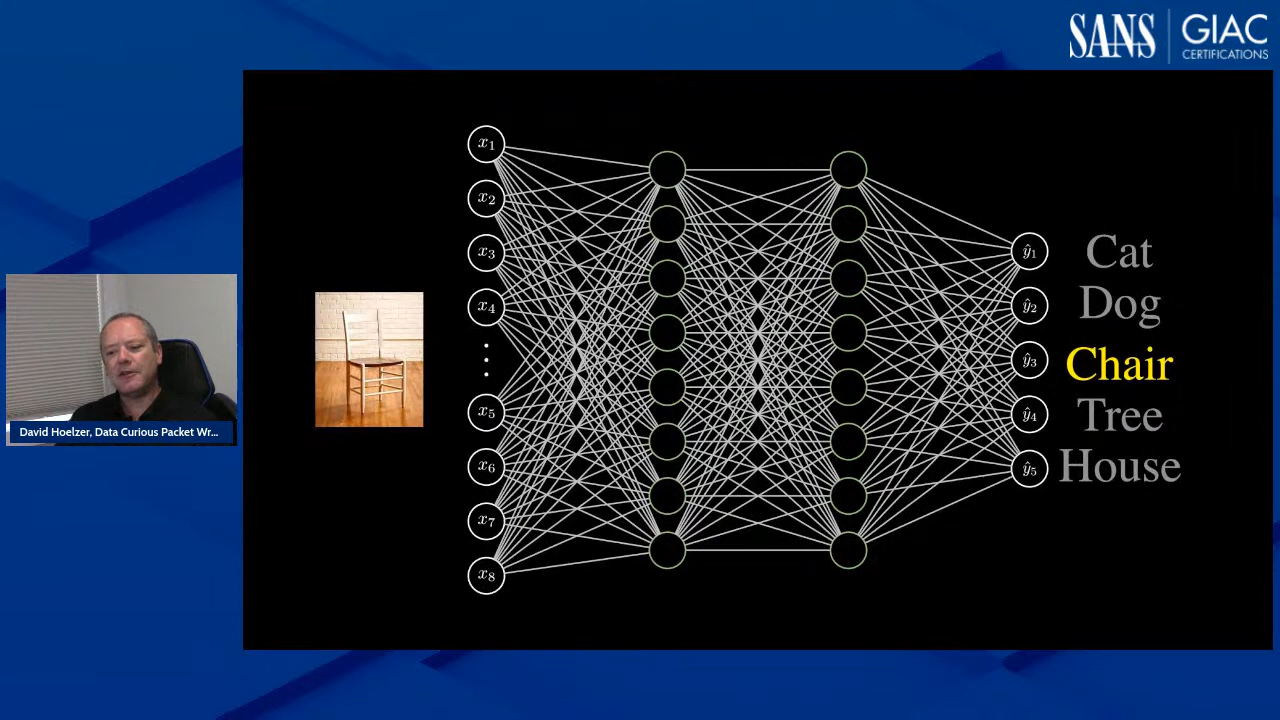 SANS
GIAC
CERTIFICATIONS
x₁
x₂
x₃
x₄
x₅
x₆
x₇
x₈
ŷ₁
ŷ₂
ŷ₃
ŷ₄
ŷ₅
Cat
Dog
Chair
Tree
House
David Hoelzer, Data Curious Packet Wr...